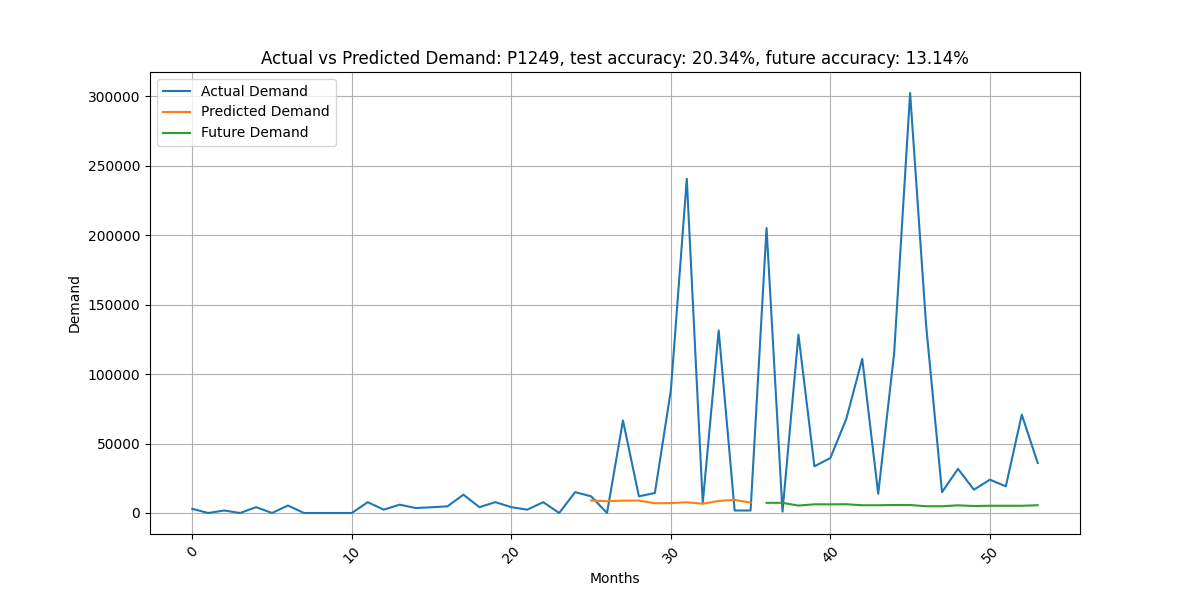 Actual vs Predicted Demand: P1249, test accuracy: 20.34%, future accuracy: 13.14%
Actual Demand
Predicted Demand
Future Demand
300000
250000
200000
150000
100000
50000
0
Demand
0
10
20
30
40
50
Months